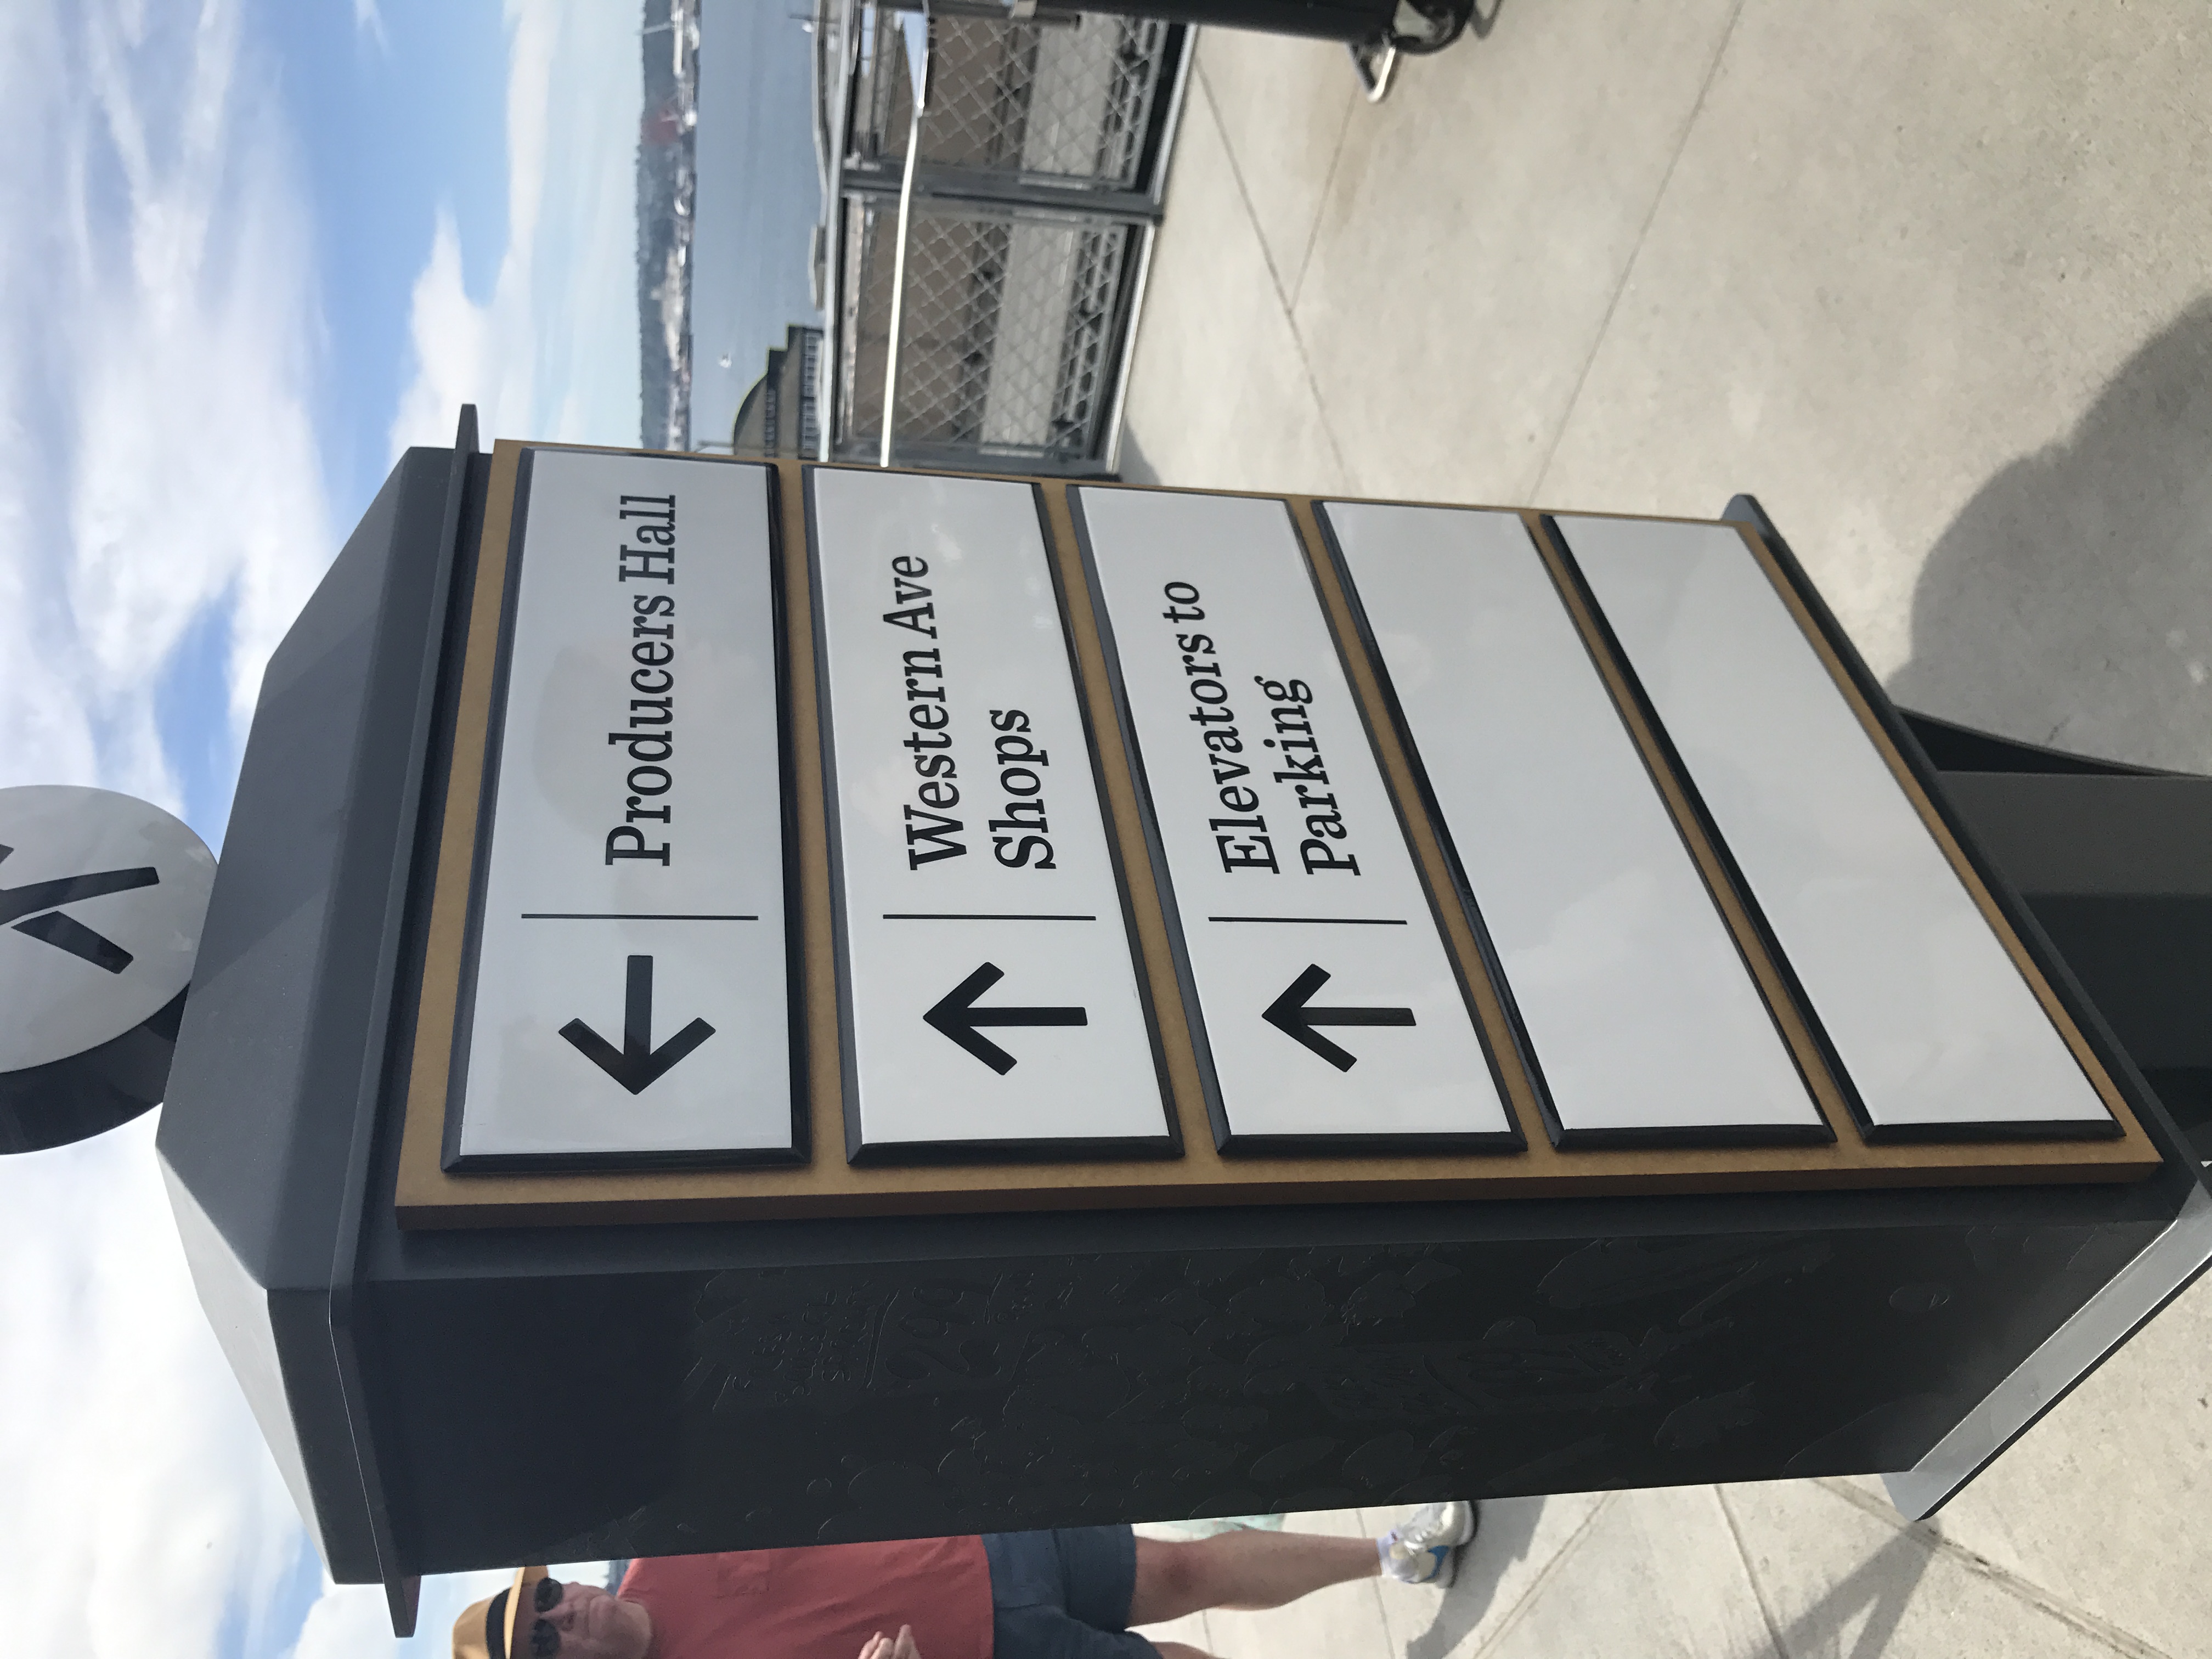 Producers Hall
Western Ave
Shops
Elevators to
Parking